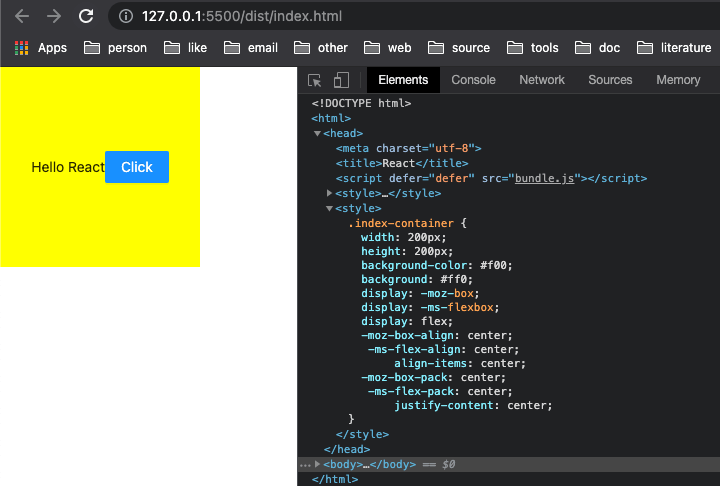 127.0.0.1:5500/dist/index.html
Apps person like email other web source tools doc literature
Hello React Click
Elements Console Network Sources Memory
<!DOCTYPE html>
<html>
<head>
<meta charset="utf-8">
<title>React</title>
<script defer="defer" src="bundle.js"></script>
<style>…</style>
<style>
.index-container {
width: 200px;
height: 200px;
background-color: #f00;
background: #ff0;
display: -moz-box;
display: -ms-flexbox;
display: flex;
-moz-box-align: center;
-ms-flex-align: center;
align-items: center;
-moz-box-pack: center;
-ms-flex-pack: center;
justify-content: center;
}
</style>
</head>
<body>…</body> == $0
</html>